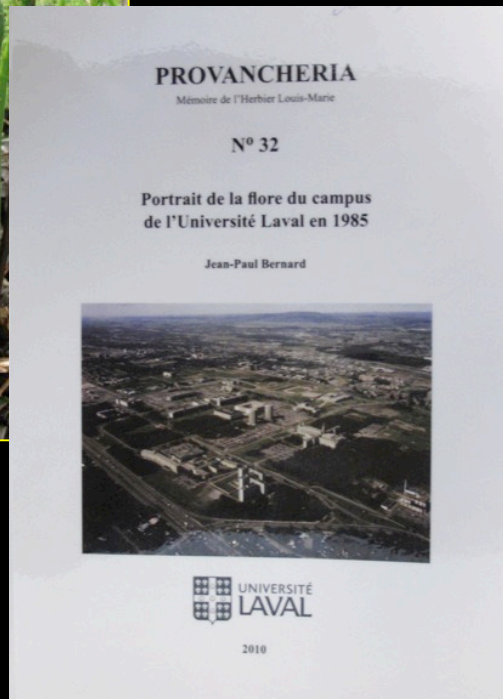 PROVANCHERIA
Mémoire de l'Herbier Louis-Marie
Nº 32
Portrait de la flore du campus
de l'Université Laval en 1985
Jean-Paul Bernard
UNIVERSITÉ
LAVAL
2010